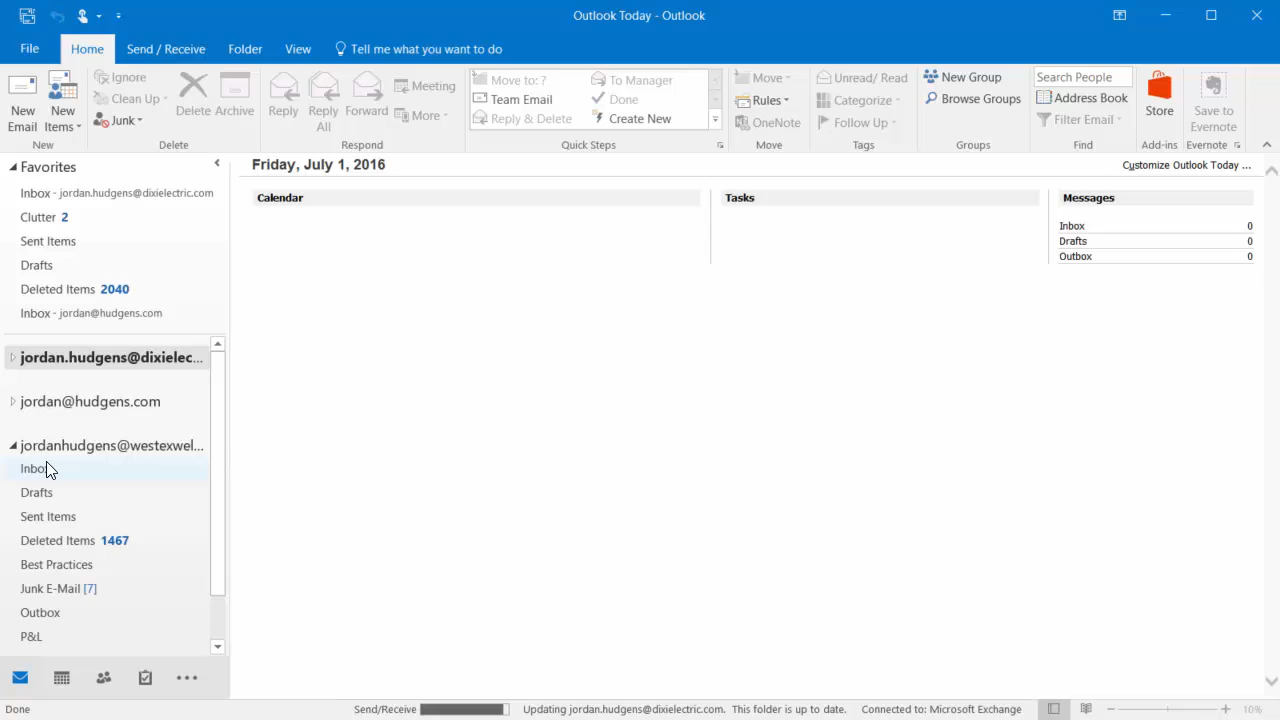 Outlook Today - Outlook
File Home Send / Receive Folder View Tell me what you want to do
New Email
New Items
Ignore
Clean Up
Junk
Delete Archive
Reply
Reply All
Forward
Meeting
More
Move to: ?
Team Email
Reply & Delete
To Manager
Done
Create New
Move
Rules
OneNote
Unread/ Read
Categorize
Follow Up
New Group
Browse Groups
Search People
Address Book
Filter Email
Store
Save to Evernote
New Delete Respond Quick Steps Move Tags Groups Find Add-ins Evernote
Favorites
Inbox - jordan.hudgens@dixielectric.com
Clutter 2
Sent Items
Drafts
Deleted Items 2040
Inbox - jordan@hudgens.com
jordan.hudgens@dixielec...
jordan@hudgens.com
jordanhudgens@westexwel...
Inbox
Drafts
Sent Items
Deleted Items 1467
Best Practices
Junk E-Mail [7]
Outbox
P&L
Friday, July 1, 2016
Customize Outlook Today ...
Calendar
Tasks
Messages
Inbox 0
Drafts 0
Outbox 0
Done
Send/Receive
Updating jordan.hudgens@dixielectric.com. This folder is up to date. Connected to: Microsoft Exchange
10%